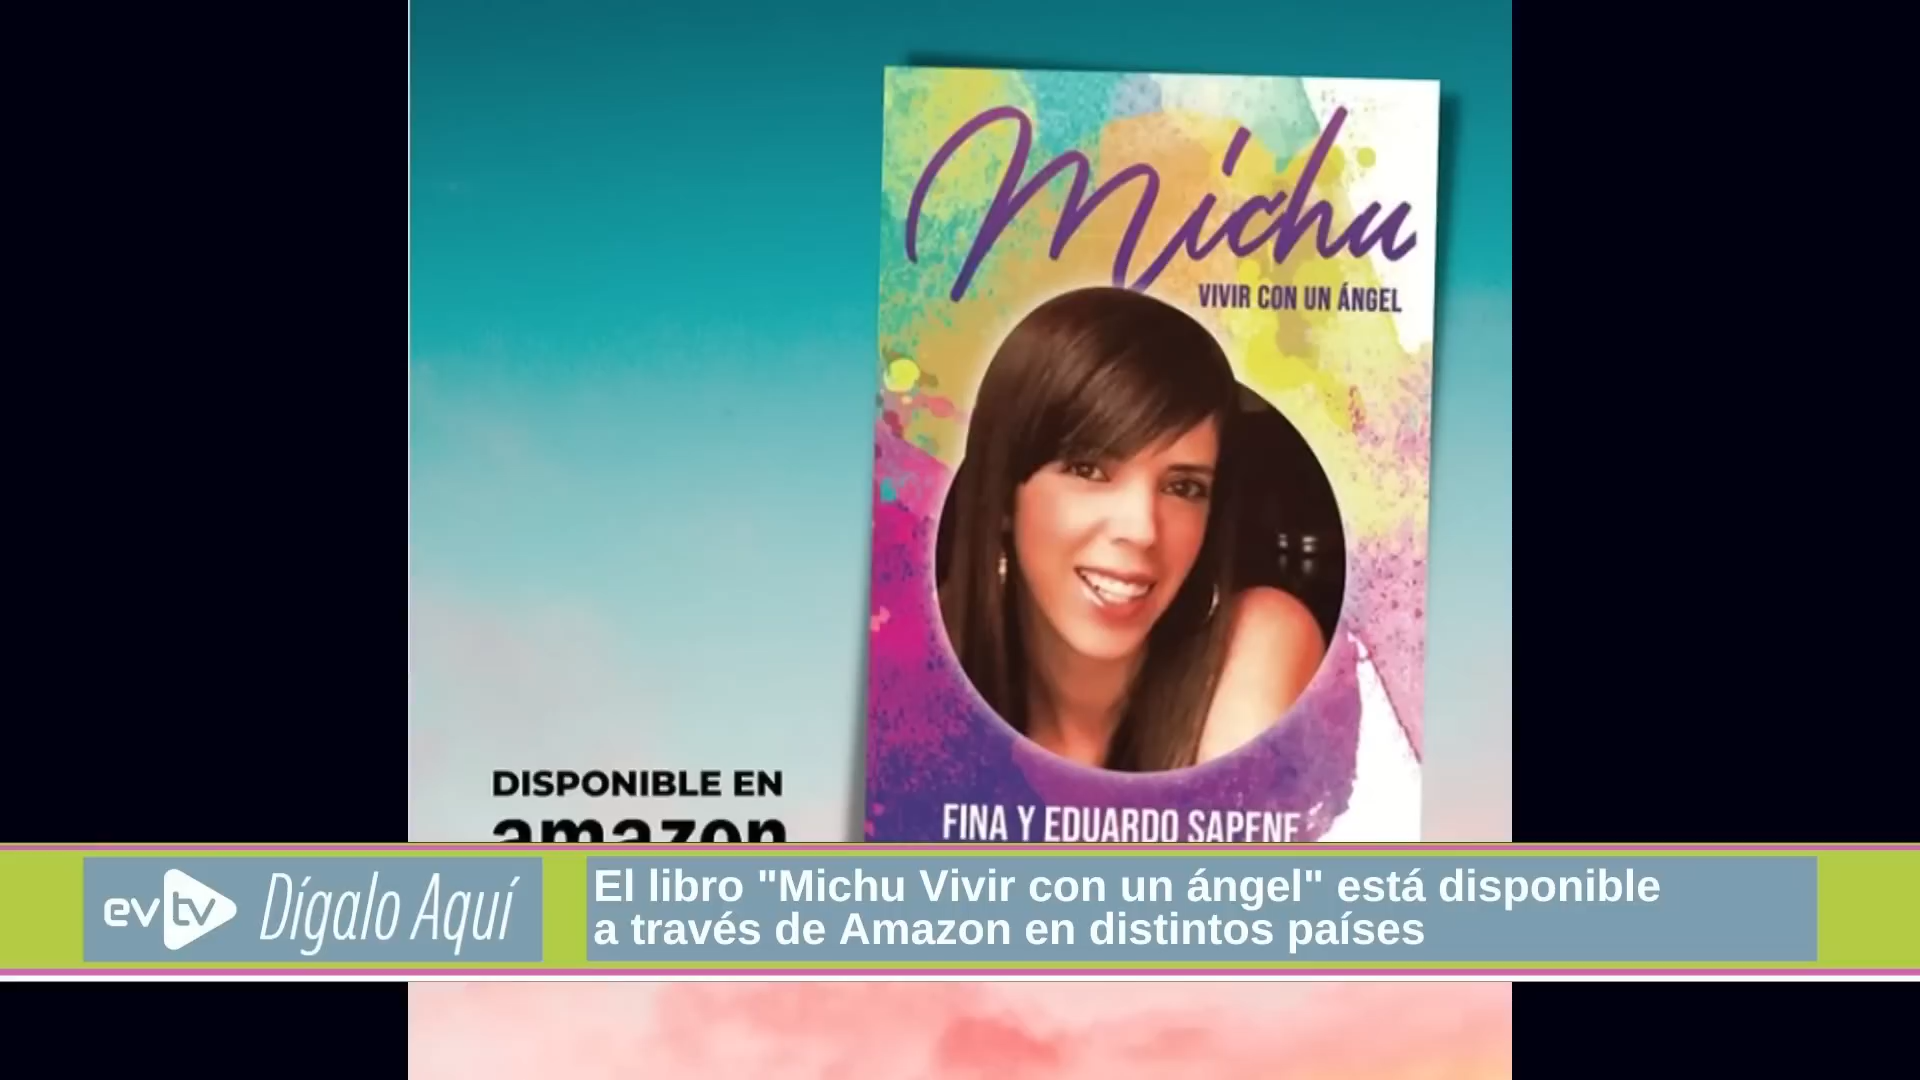 Michu
VIVIR CON UN ÁNGEL
DISPONIBLE EN
amazon
FINA Y EDUARDO SAPENE
evtv Dígalo Aquí
El libro "Michu Vivir con un ángel" está disponible
a través de Amazon en distintos países